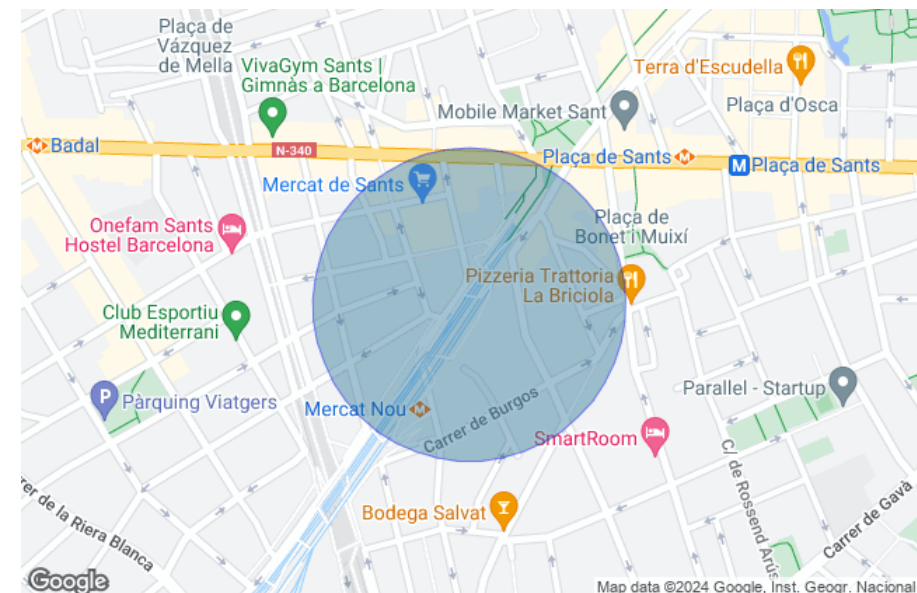 Plaça de
Vázquez
de Mella
VivaGym Sants |
Gimnàs a Barcelona
Terra d'Escudella
Mobile Market Sant
Plaça d'Osca
Badal
N-340
Plaça de Sants
M Plaça de Sants
Mercat de Sants
Onefam Sants
Hostel Barcelona
Plaça de
Bonet i Muixí
Pizzeria Trattoria
La Briciola
Club Esportiu
Mediterrani
P Pàrquing Viatgers
Mercat Nou
Carrer de Burgos
Parallel - Startup
SmartRoom
C/ de Rossend Arús
Bodega Salvat
rer de la Riera Blanca
Carrer de Gavà
Google
Map data ©2024 Google, Inst. Geogr. Nacional